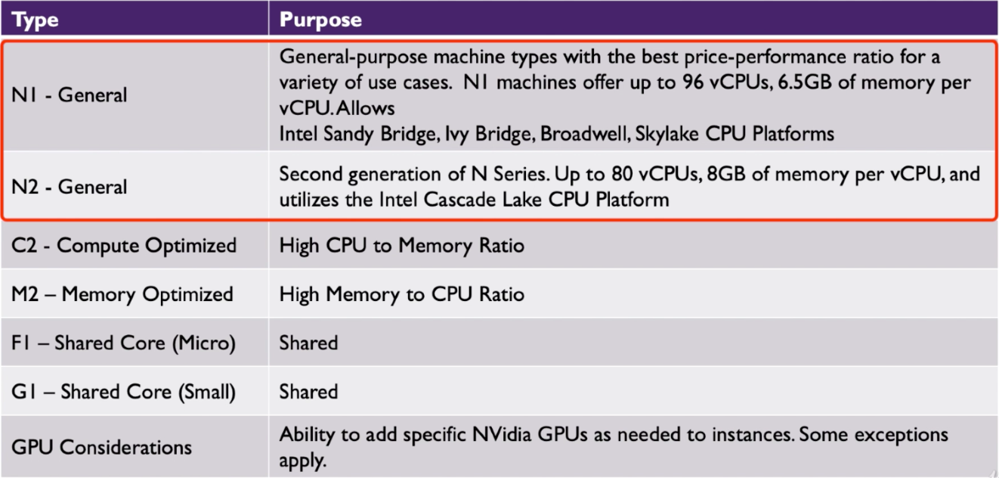 Type
Purpose
N1 - General
General-purpose machine types with the best price-performance ratio for a
variety of use cases.  N1 machines offer up to 96 vCPUs, 6.5GB of memory per
vCPU. Allows
Intel Sandy Bridge, Ivy Bridge, Broadwell, Skylake CPU Platforms
N2 - General
Second generation of N Series. Up to 80 vCPUs, 8GB of memory per vCPU, and
utilizes the Intel Cascade Lake CPU Platform
C2 - Compute Optimized
High CPU to Memory Ratio
M2 – Memory Optimized
High Memory to CPU Ratio
F1 – Shared Core (Micro)
Shared
G1 – Shared Core (Small)
Shared
GPU Considerations
Ability to add specific NVidia GPUs as needed to instances. Some exceptions
apply.